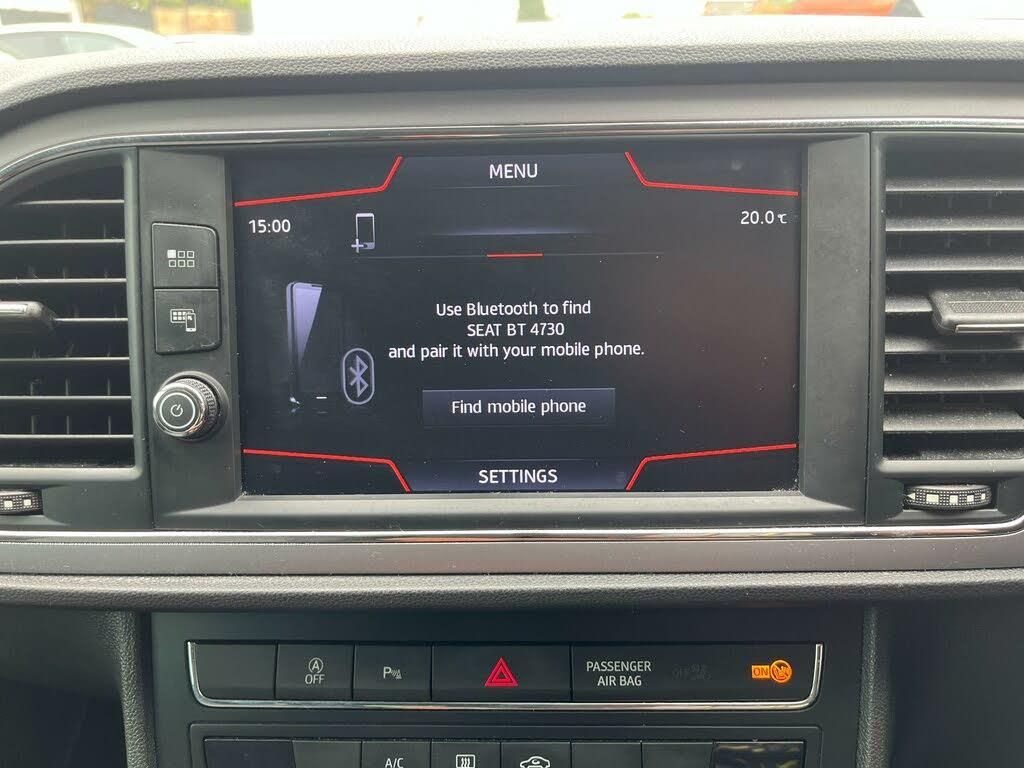 MENU
15:00
20.0℃
Use Bluetooth to find
SEAT BT 4730
and pair it with your mobile phone.
Find mobile phone
SETTINGS
A
OFF
P
PASSENGER
AIR BAG
OFF
ON
A/C